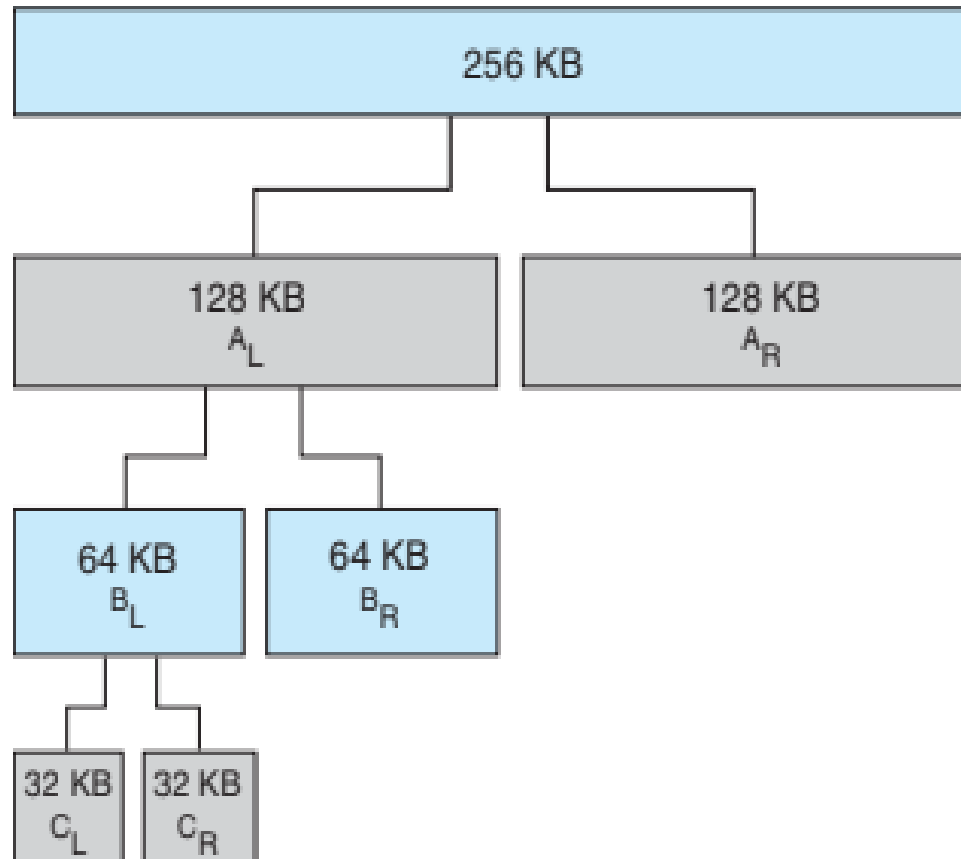 256 KB
128 KB
A_L
128 KB
A_R
64 KB
B_L
64 KB
B_R
32 KB
C_L
32 KB
C_R